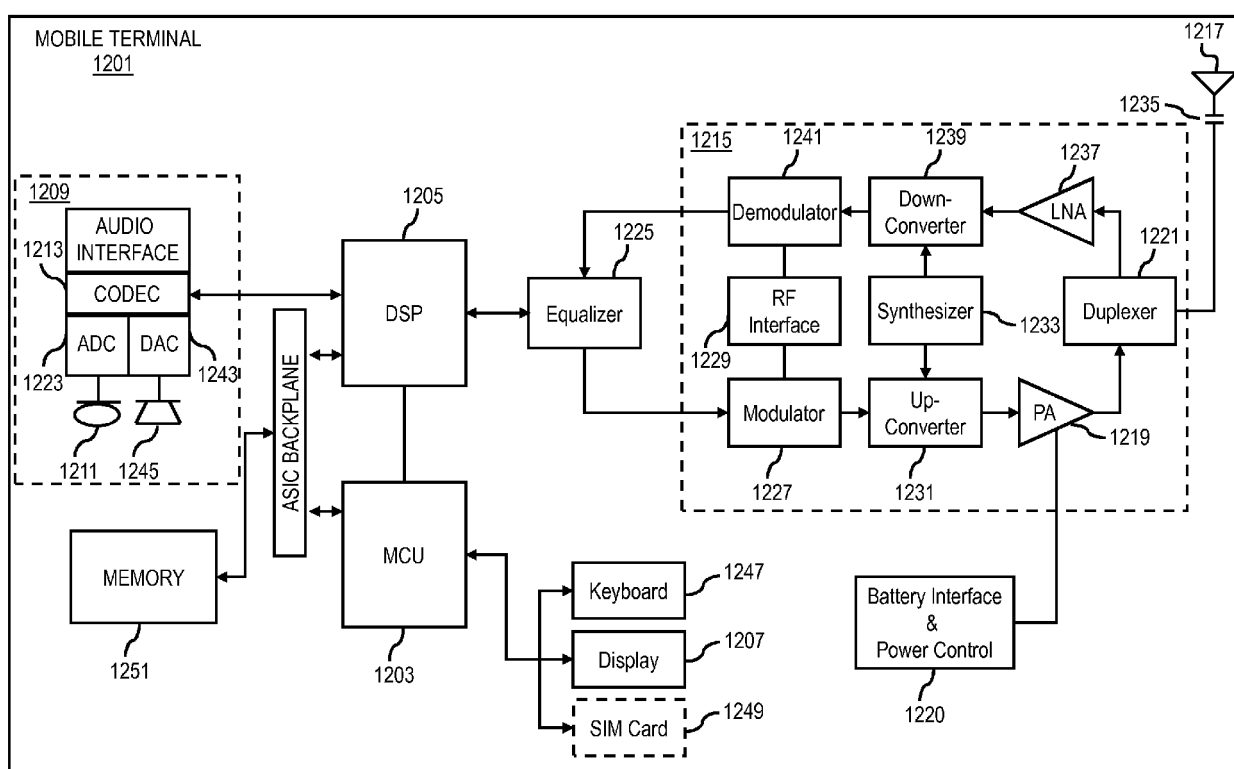 MOBILE TERMINAL
1201
1217
1235
1215
1241
1239
1237
1209
1205
Demodulator
Down-
Converter
LNA
AUDIO
INTERFACE
1225
1221
1213
CODEC
DSP
Equalizer
RF
Interface
Synthesizer
Duplexer
1229
1233
ADC
DAC
1223
1243
ASIC BACKPLANE
Modulator
Up-
Converter
PA
1219
1211
1245
1227
1231
MEMORY
MCU
Keyboard
1247
Battery Interface
&
Power Control
Display
1207
1251
1203
SIM Card
1249
1220